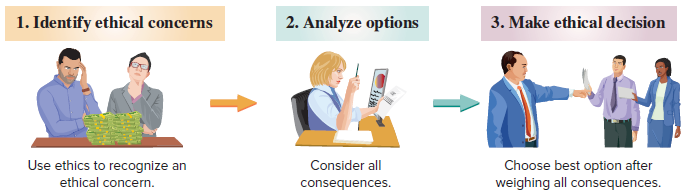 1. Identify ethical concerns
2. Analyze options
3. Make ethical decision
Use ethics to recognize an
ethical concern.
Consider all
consequences.
Choose best option after
weighing all consequences.